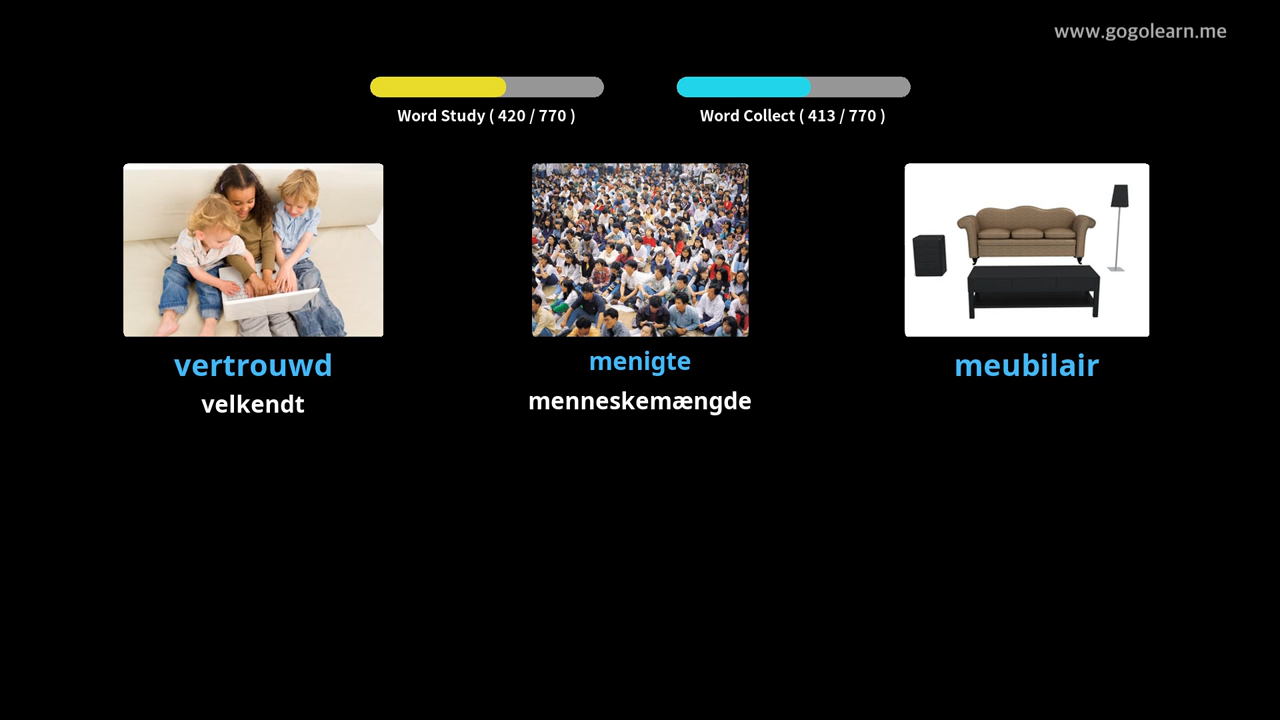 www.gogolearn.me
Word Study ( 420 / 770 )
Word Collect ( 413 / 770 )
vertrouwd
velkendt
menigte
menneskemængde
meubilair